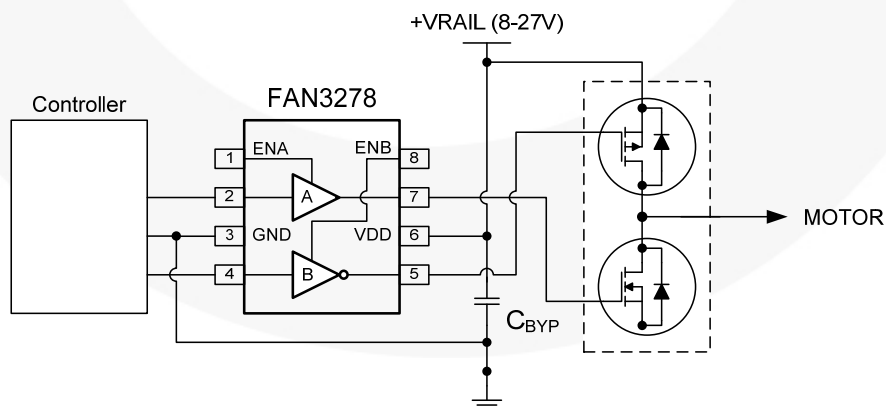 +VRAIL (8-27V)
Controller
FAN3278
1 ENA ENB 8
2 A 7
3 GND VDD 6
4 B 5
MOTOR
CBYP